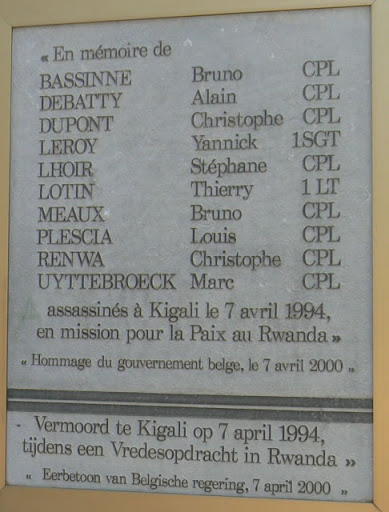 « En mémoire de
BASSINNE Bruno CPL
DEBATTY Alain CPL
DUPONT Christophe CPL
LEROY Yannick 1SGT
LHOIR Stéphane CPL
LOTIN Thierry 1 LT
MEAUX Bruno CPL
PLESCIA Louis CPL
RENWA Christophe CPL
UYTTEBROECK Marc CPL
assassinés à Kigali le 7 avril 1994,
en mission pour la Paix au Rwanda »
« Hommage du gouvernement belge, le 7 avril 2000 »
- Vermoord te Kigali op 7 april 1994,
tijdens een Vredesopdracht in Rwanda »
« Eerbetoon van Belgische regering, 7 april 2000 »